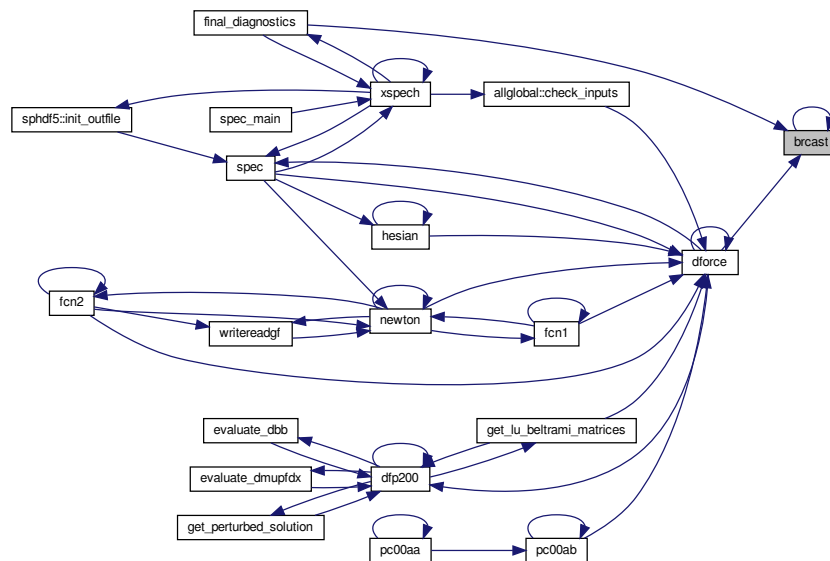 final_diagnostics
xspech
allglobal::check_inputs
sphdf5::init_outfile
spec_main
brcast
spec
hesian
dforce
fcn2
newton
writereadgf
fcn1
evaluate_dbb
get_lu_beltrami_matrices
evaluate_dmupfdx
dfp200
get_perturbed_solution
pc00aa
pc00ab